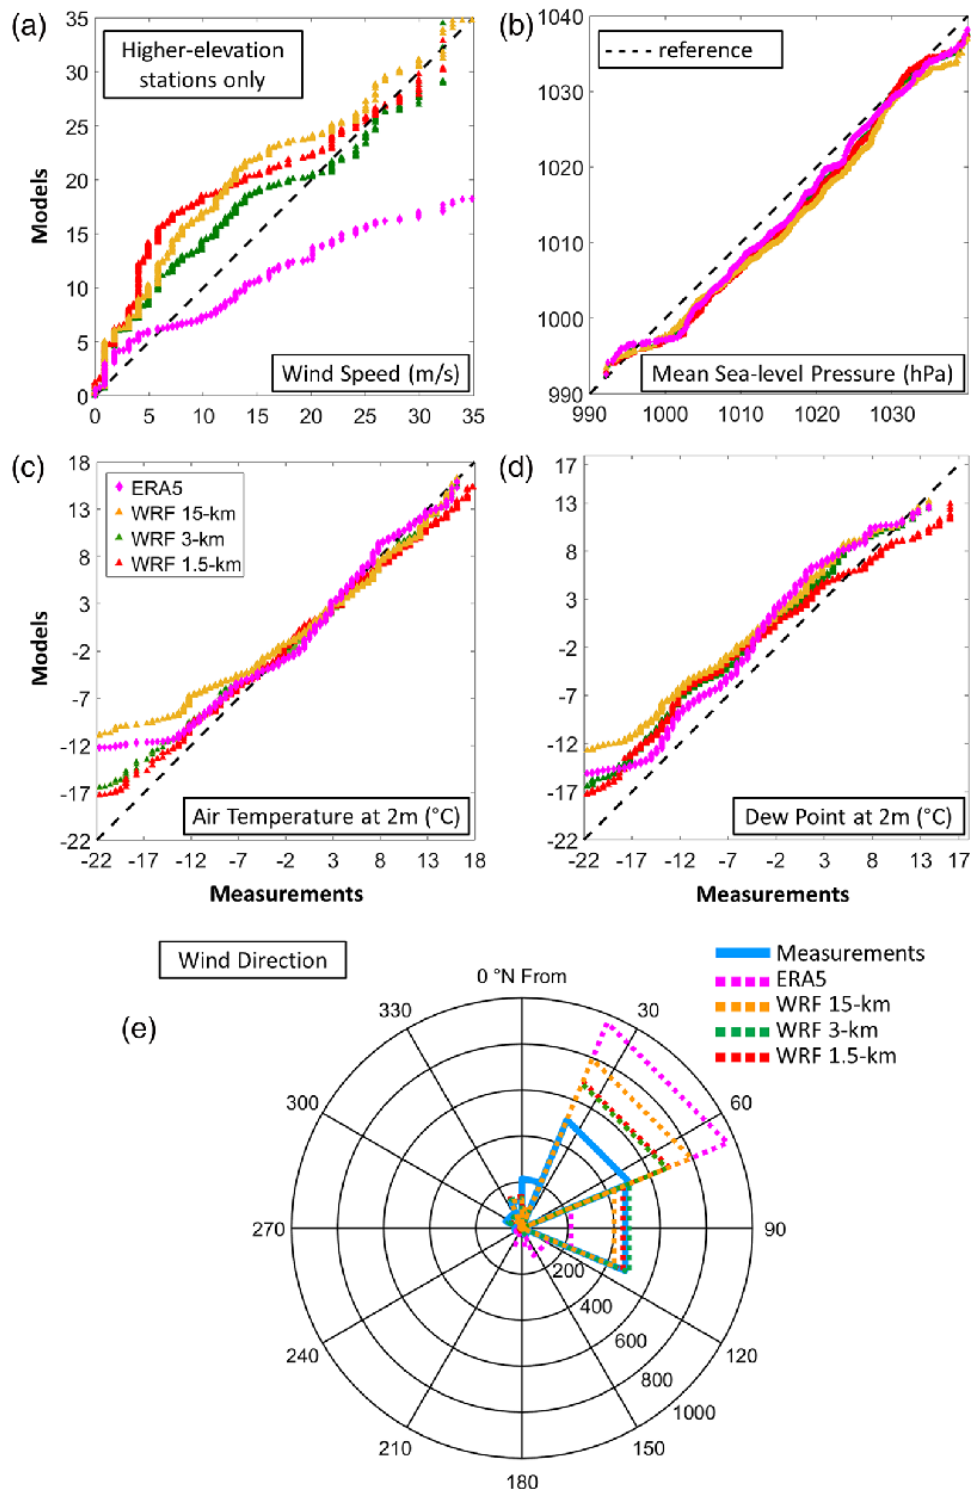 (a)
35
30
25
20
15
10
5
0
Models
Higher-elevation
stations only
Wind Speed (m/s)
0 5 10 15 20 25 30 35
(b)
1040
1030
1020
1010
1000
990
reference
Mean Sea-level Pressure (hPa)
990 1000 1010 1020 1030
(c)
18
13
8
3
-2
-7
-12
-17
-22
Models
ERA5
WRF 15-km
WRF 3-km
WRF 1.5-km
Air Temperature at 2m (°C)
-22 -17 -12 -7 -2 3 8 13 18
Measurements
(d)
17
13
8
3
-2
-7
-12
-17
-22
Dew Point at 2m (°C)
-22 -17 -12 -7 -2 3 8 13 17
Measurements
Wind Direction
(e)
0 °N From
30
60
90
120
150
180
210
240
270
300
330
200
400
600
800
1000
Measurements
ERA5
WRF 15-km
WRF 3-km
WRF 1.5-km